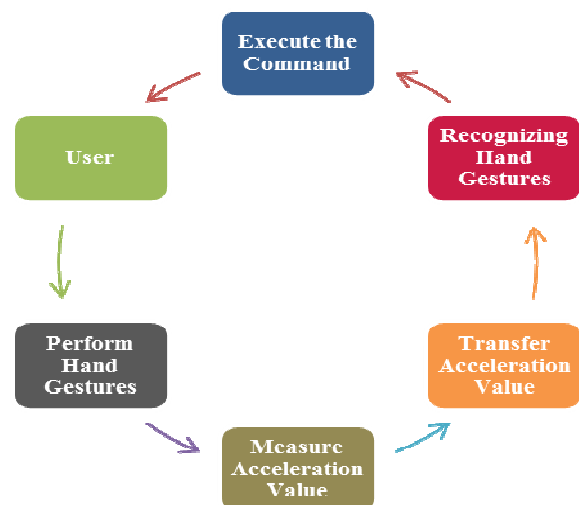 Execute the
Command
User
Recognizing
Hand
Gestures
Perform
Hand
Gestures
Transfer
Acceleration
Value
Measure
Acceleration
Value